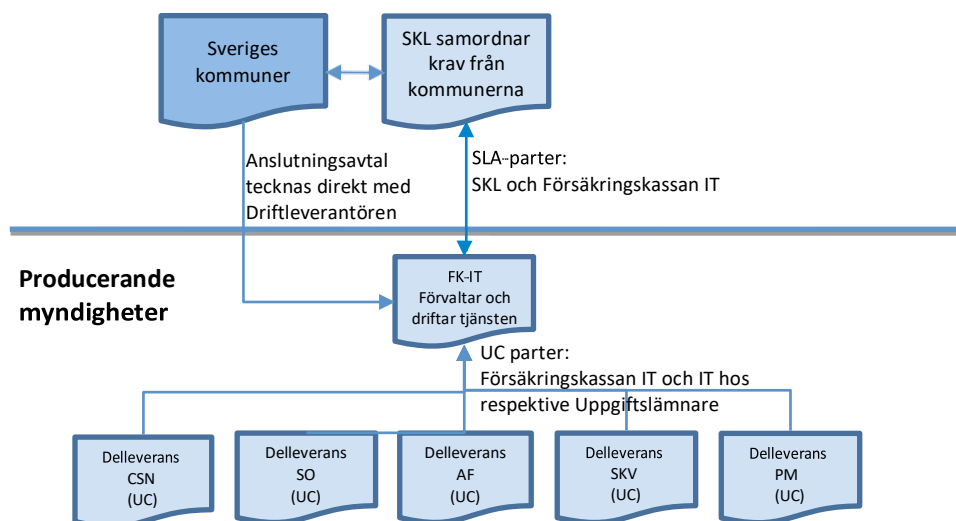 Sveriges
kommuner
SKL samordnar
krav från
kommunerna
Anslutningsavtal
tecknas direkt med
Driftleverantören
SLA-parter:
SKL och Försäkringskassan IT
Producerande
myndigheter
FK-IT
Förvaltar och
driftar tjänsten
UC parter:
Försäkringskassan IT och IT hos
respektive Uppgiftslämnare
Delleverans
CSN
(UC)
Delleverans
SO
(UC)
Delleverans
AF
(UC)
Delleverans
SKV
(UC)
Delleverans
PM
(UC)